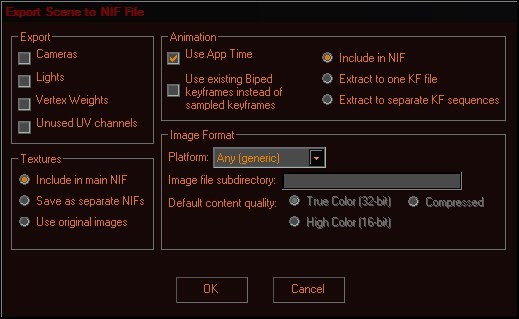 Export Scene to NIF File
Export
Cameras
Lights
Vertex Weights
Unused UV channels
Textures
Include in main NIF
Save as separate NIFs
Use original images
Animation
Use App Time
Use existing Biped
keyframes instead of
sampled keyframes
Include in NIF
Extract to one KF file
Extract to separate KF sequences
Image Format
Platform: Any (generic)
Image file subdirectory:
Default content quality: True Color (32-bit) Compressed
High Color (16-bit)
OK Cancel